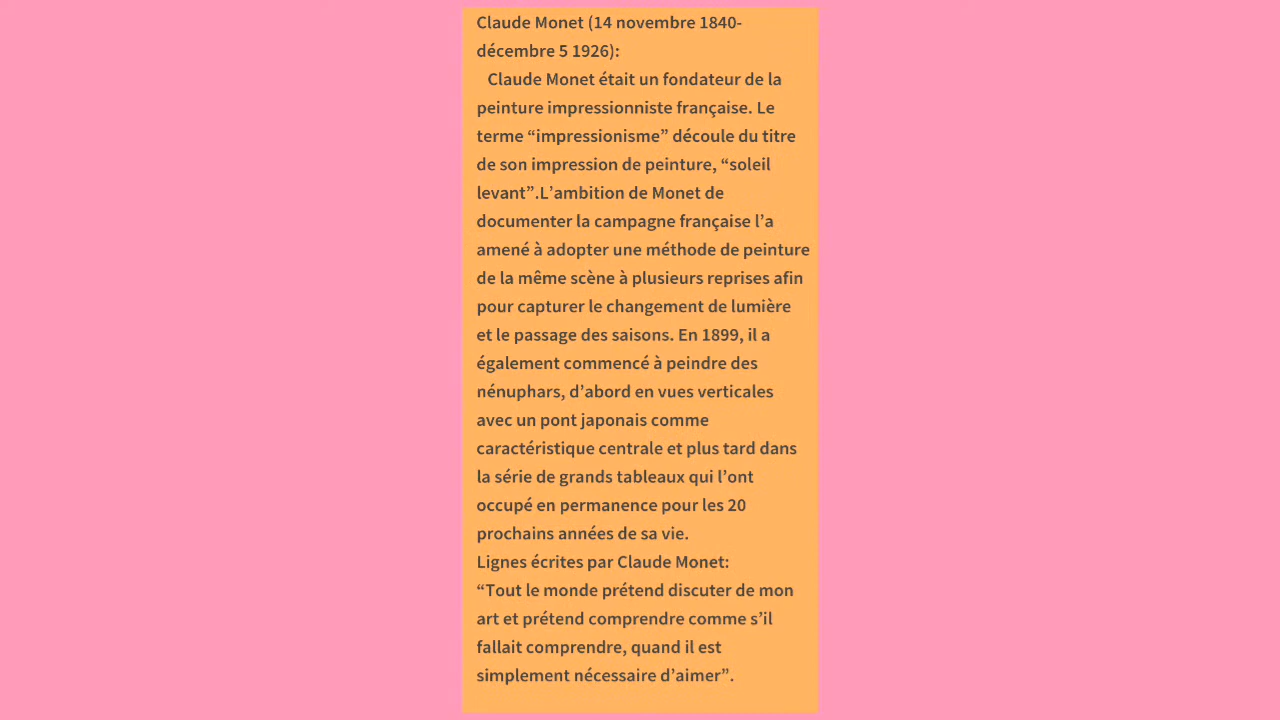 Claude Monet (14 novembre 1840-
décembre 5 1926):
Claude Monet était un fondateur de la
peinture impressionniste française. Le
terme “impressionisme” découle du titre
de son impression de peinture, “soleil
levant”.L’ambition de Monet de
documenter la campagne française l’a
amené à adopter une méthode de peinture
de la même scène à plusieurs reprises afin
pour capturer le changement de lumière
et le passage des saisons. En 1899, il a
également commencé à peindre des
nénuphars, d’abord en vues verticales
avec un pont japonais comme
caractéristique centrale et plus tard dans
la série de grands tableaux qui l’ont
occupé en permanence pour les 20
prochains années de sa vie.
Lignes écrites par Claude Monet:
“Tout le monde prétend discuter de mon
art et prétend comprendre comme s’il
fallait comprendre, quand il est
simplement nécessaire d’aimer”.